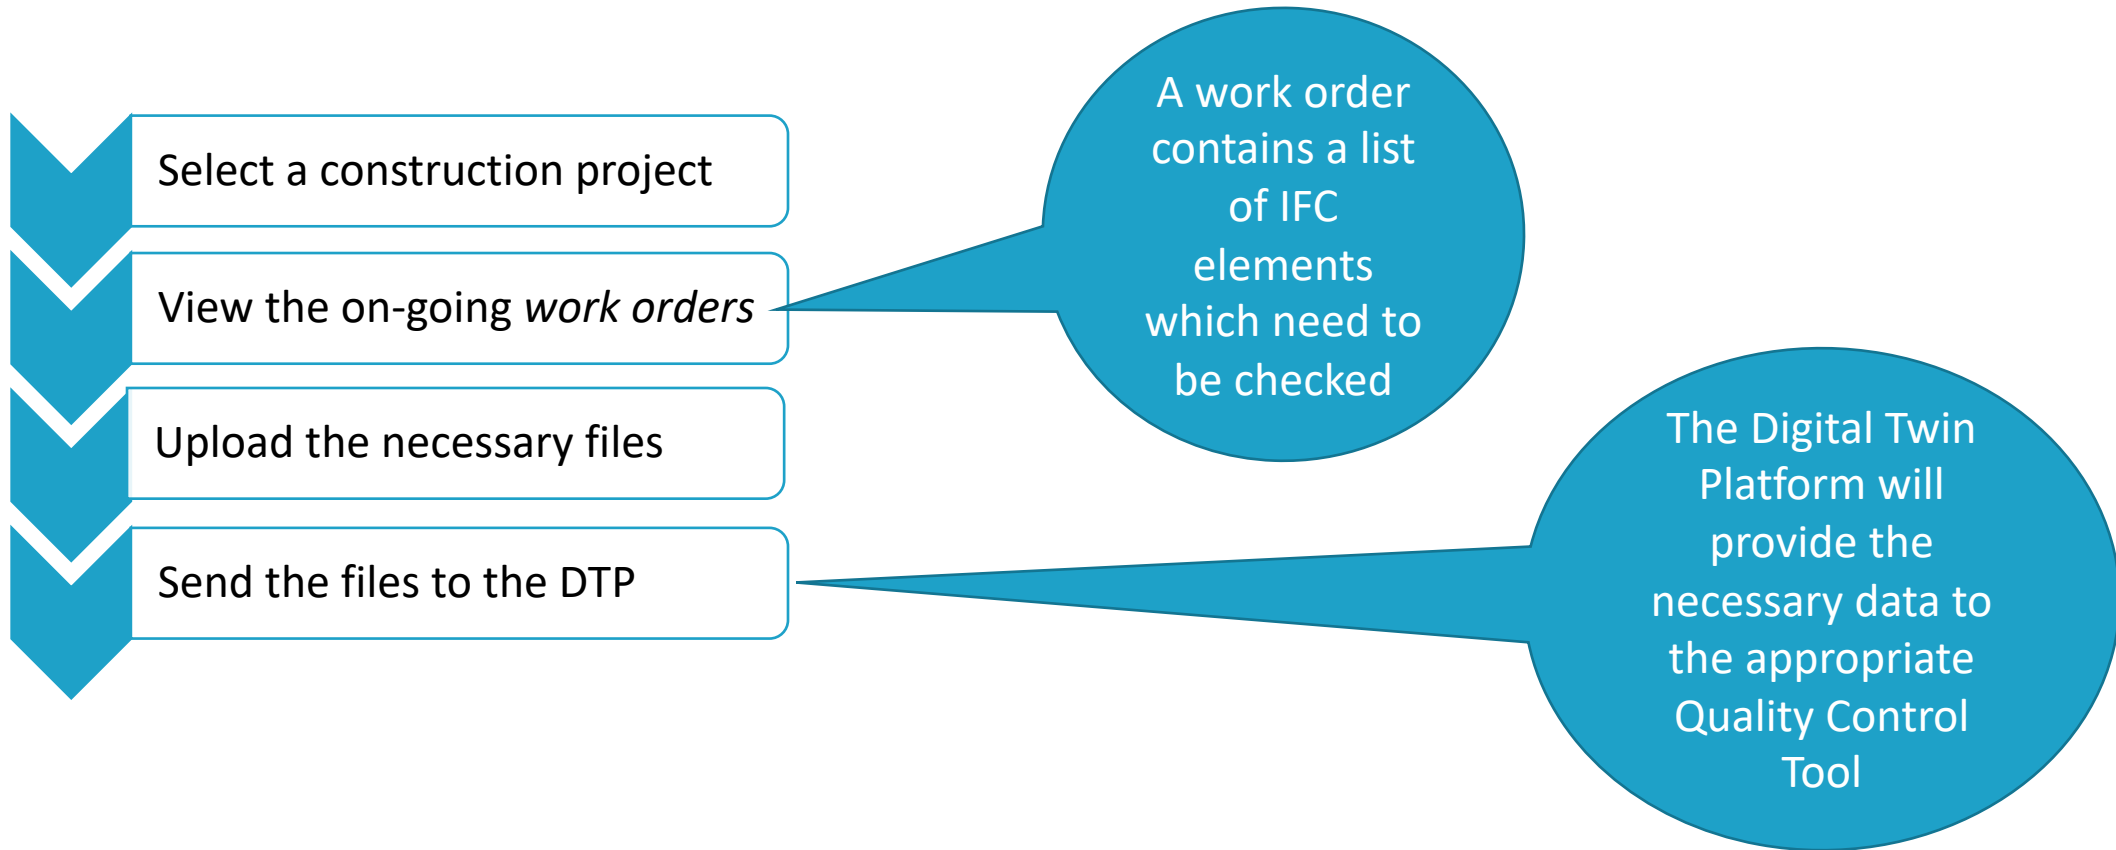 Select a construction project
View the on-going work orders
Upload the necessary files
Send the files to the DTP
A work order
contains a list
of IFC
elements
which need to
be checked
The Digital Twin
Platform will
provide the
necessary data to
the appropriate
Quality Control
Tool